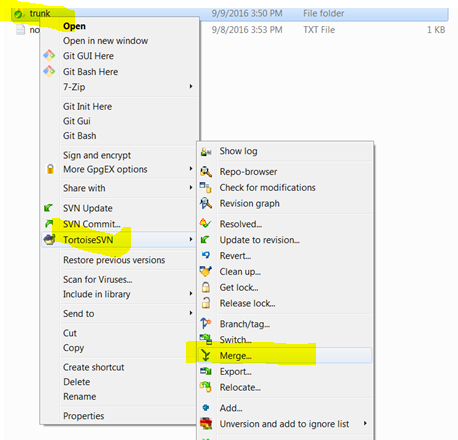 trunk 9/9/2016 3:50 PM File folder
no 9/8/2016 3:53 PM TXT File 1 KB
Open
Open in new window
Git GUI Here
Git Bash Here
7-Zip
Git Init Here
Git Gui
Git Bash
Sign and encrypt
More GpgEX options
Share with
SVN Update
SVN Commit...
TortoiseSVN
Restore previous versions
Scan for Viruses...
Include in library
Send to
Cut
Copy
Create shortcut
Delete
Rename
Properties
Show log
Repo-browser
Check for modifications
Revision graph
Resolved...
Update to revision...
Revert...
Clean up...
Get lock...
Release lock...
Branch/tag...
Switch...
Merge...
Export...
Relocate...
Add...
Unversion and add to ignore list